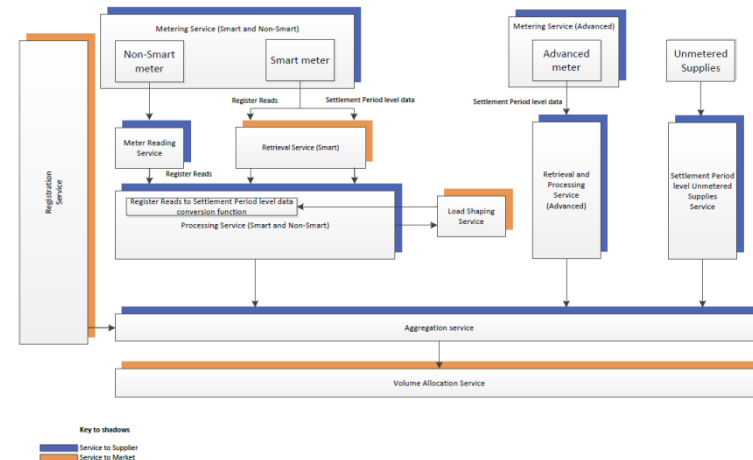 Metering Service (Smart and Non-Smart)
Non-Smart
meter
Smart meter
Metering Service (Advanced)
Advanced
meter
Unmetered
Supplies
Register Reads
Settlement Period level data
Settlement Period level data
Registration
Service
Meter Reading
Service
Retrieval Service (Smart)
Register Reads
Retrieval and
Processing
Service
(Advanced)
Settlement Period
level Unmetered
Supplies
Service
Register Reads to Settlement Period level data
conversion function
Processing Service (Smart and Non-Smart)
Load Shaping
Service
Aggregation service
Volume Allocation Service
Key to shadows
Service to Supplier
Service to Market